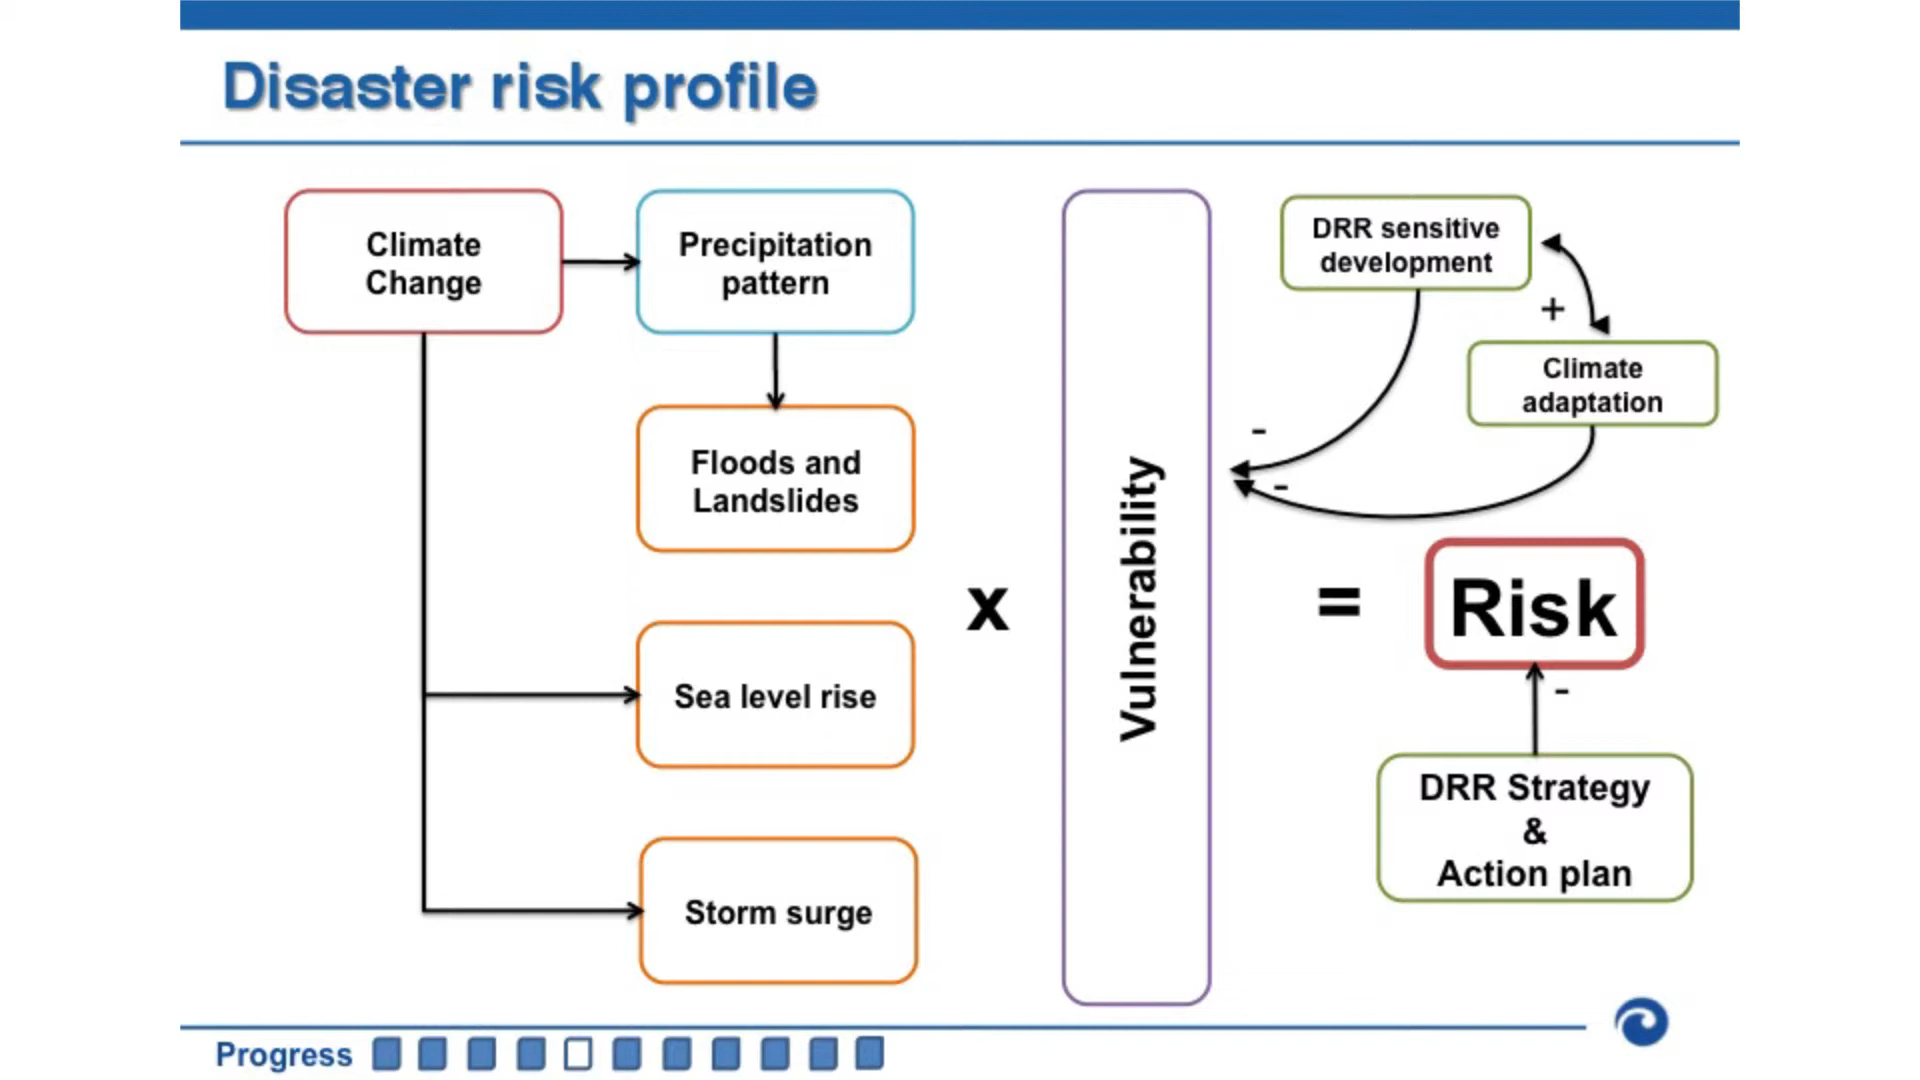 Disaster risk profile
Climate
Change
Precipitation
pattern
Floods and
Landslides
Sea level rise
Storm surge
x
Vulnerability
DRR sensitive
development
+
Climate
adaptation
-
-
=
Risk
-
DRR Strategy
&
Action plan
Progress